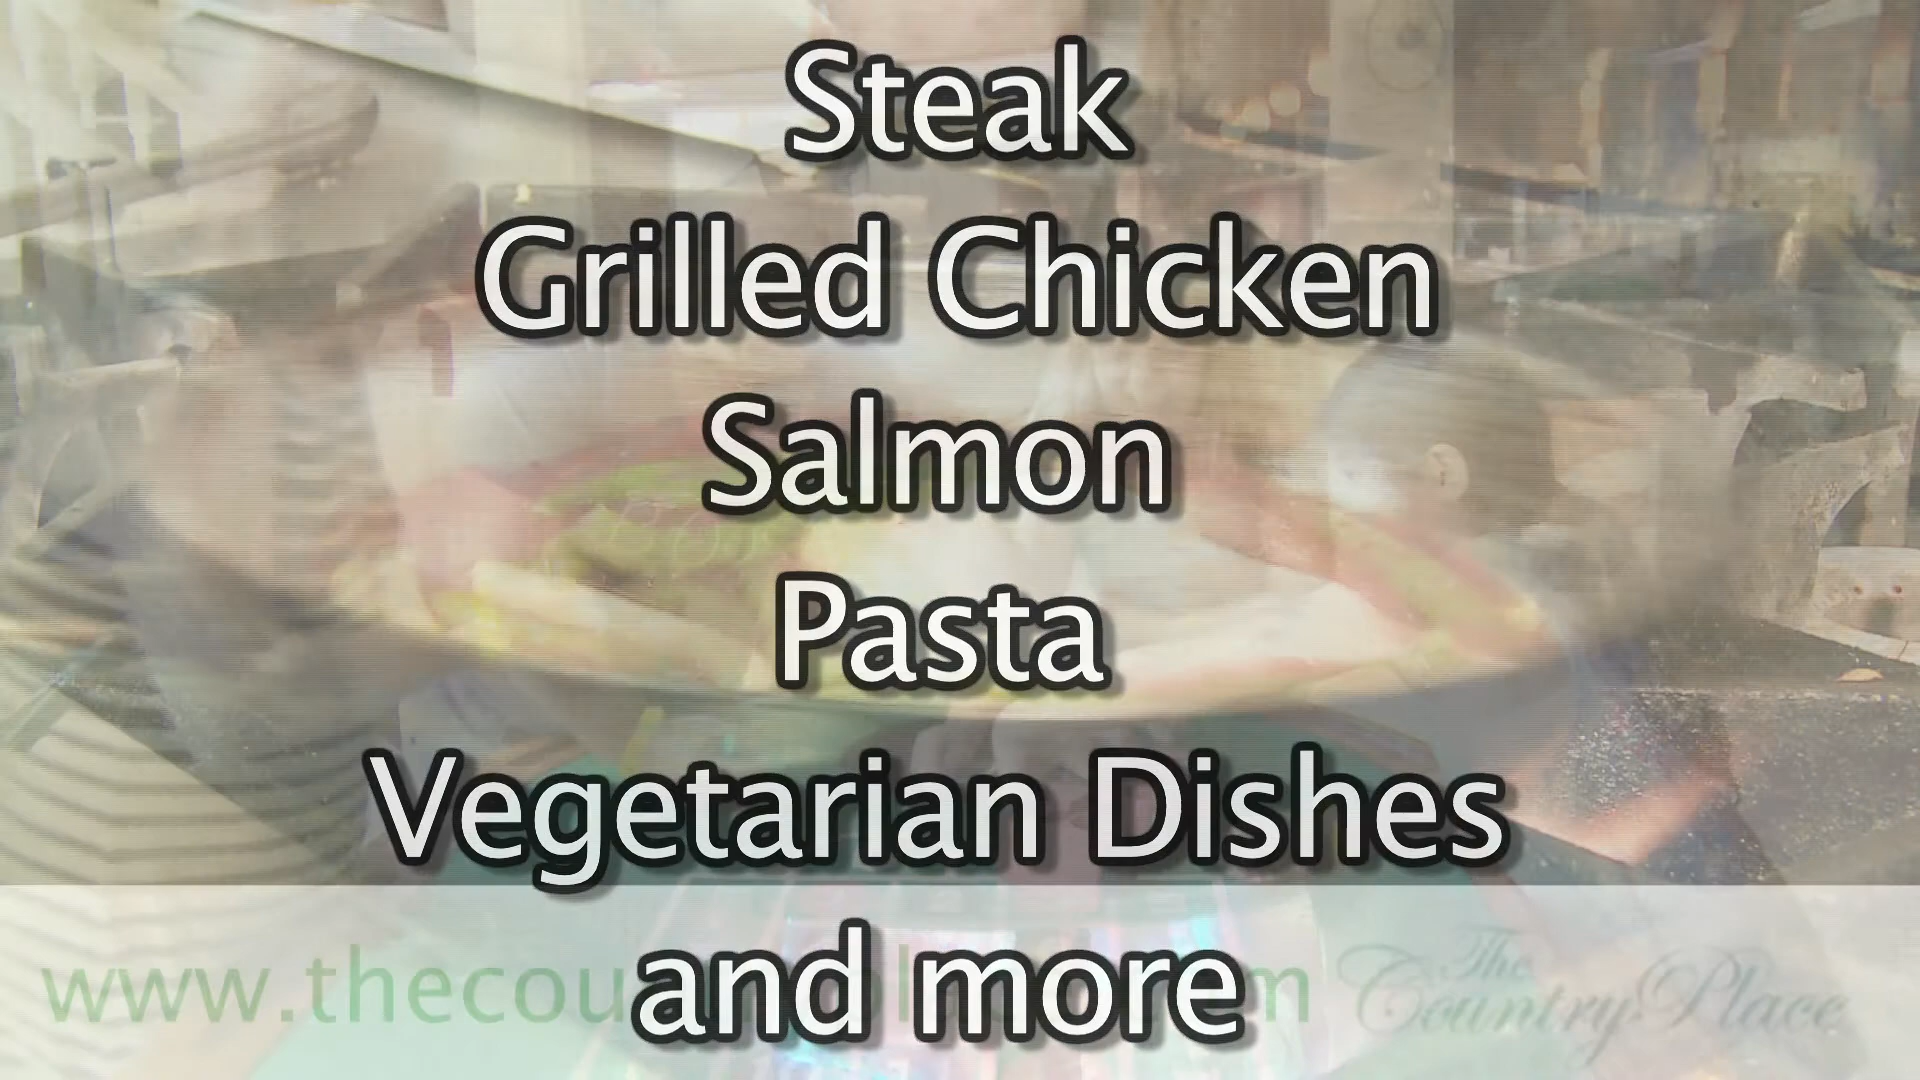 Steak
Grilled Chicken
Salmon
Pasta
Vegetarian Dishes
and more
The
Country Place